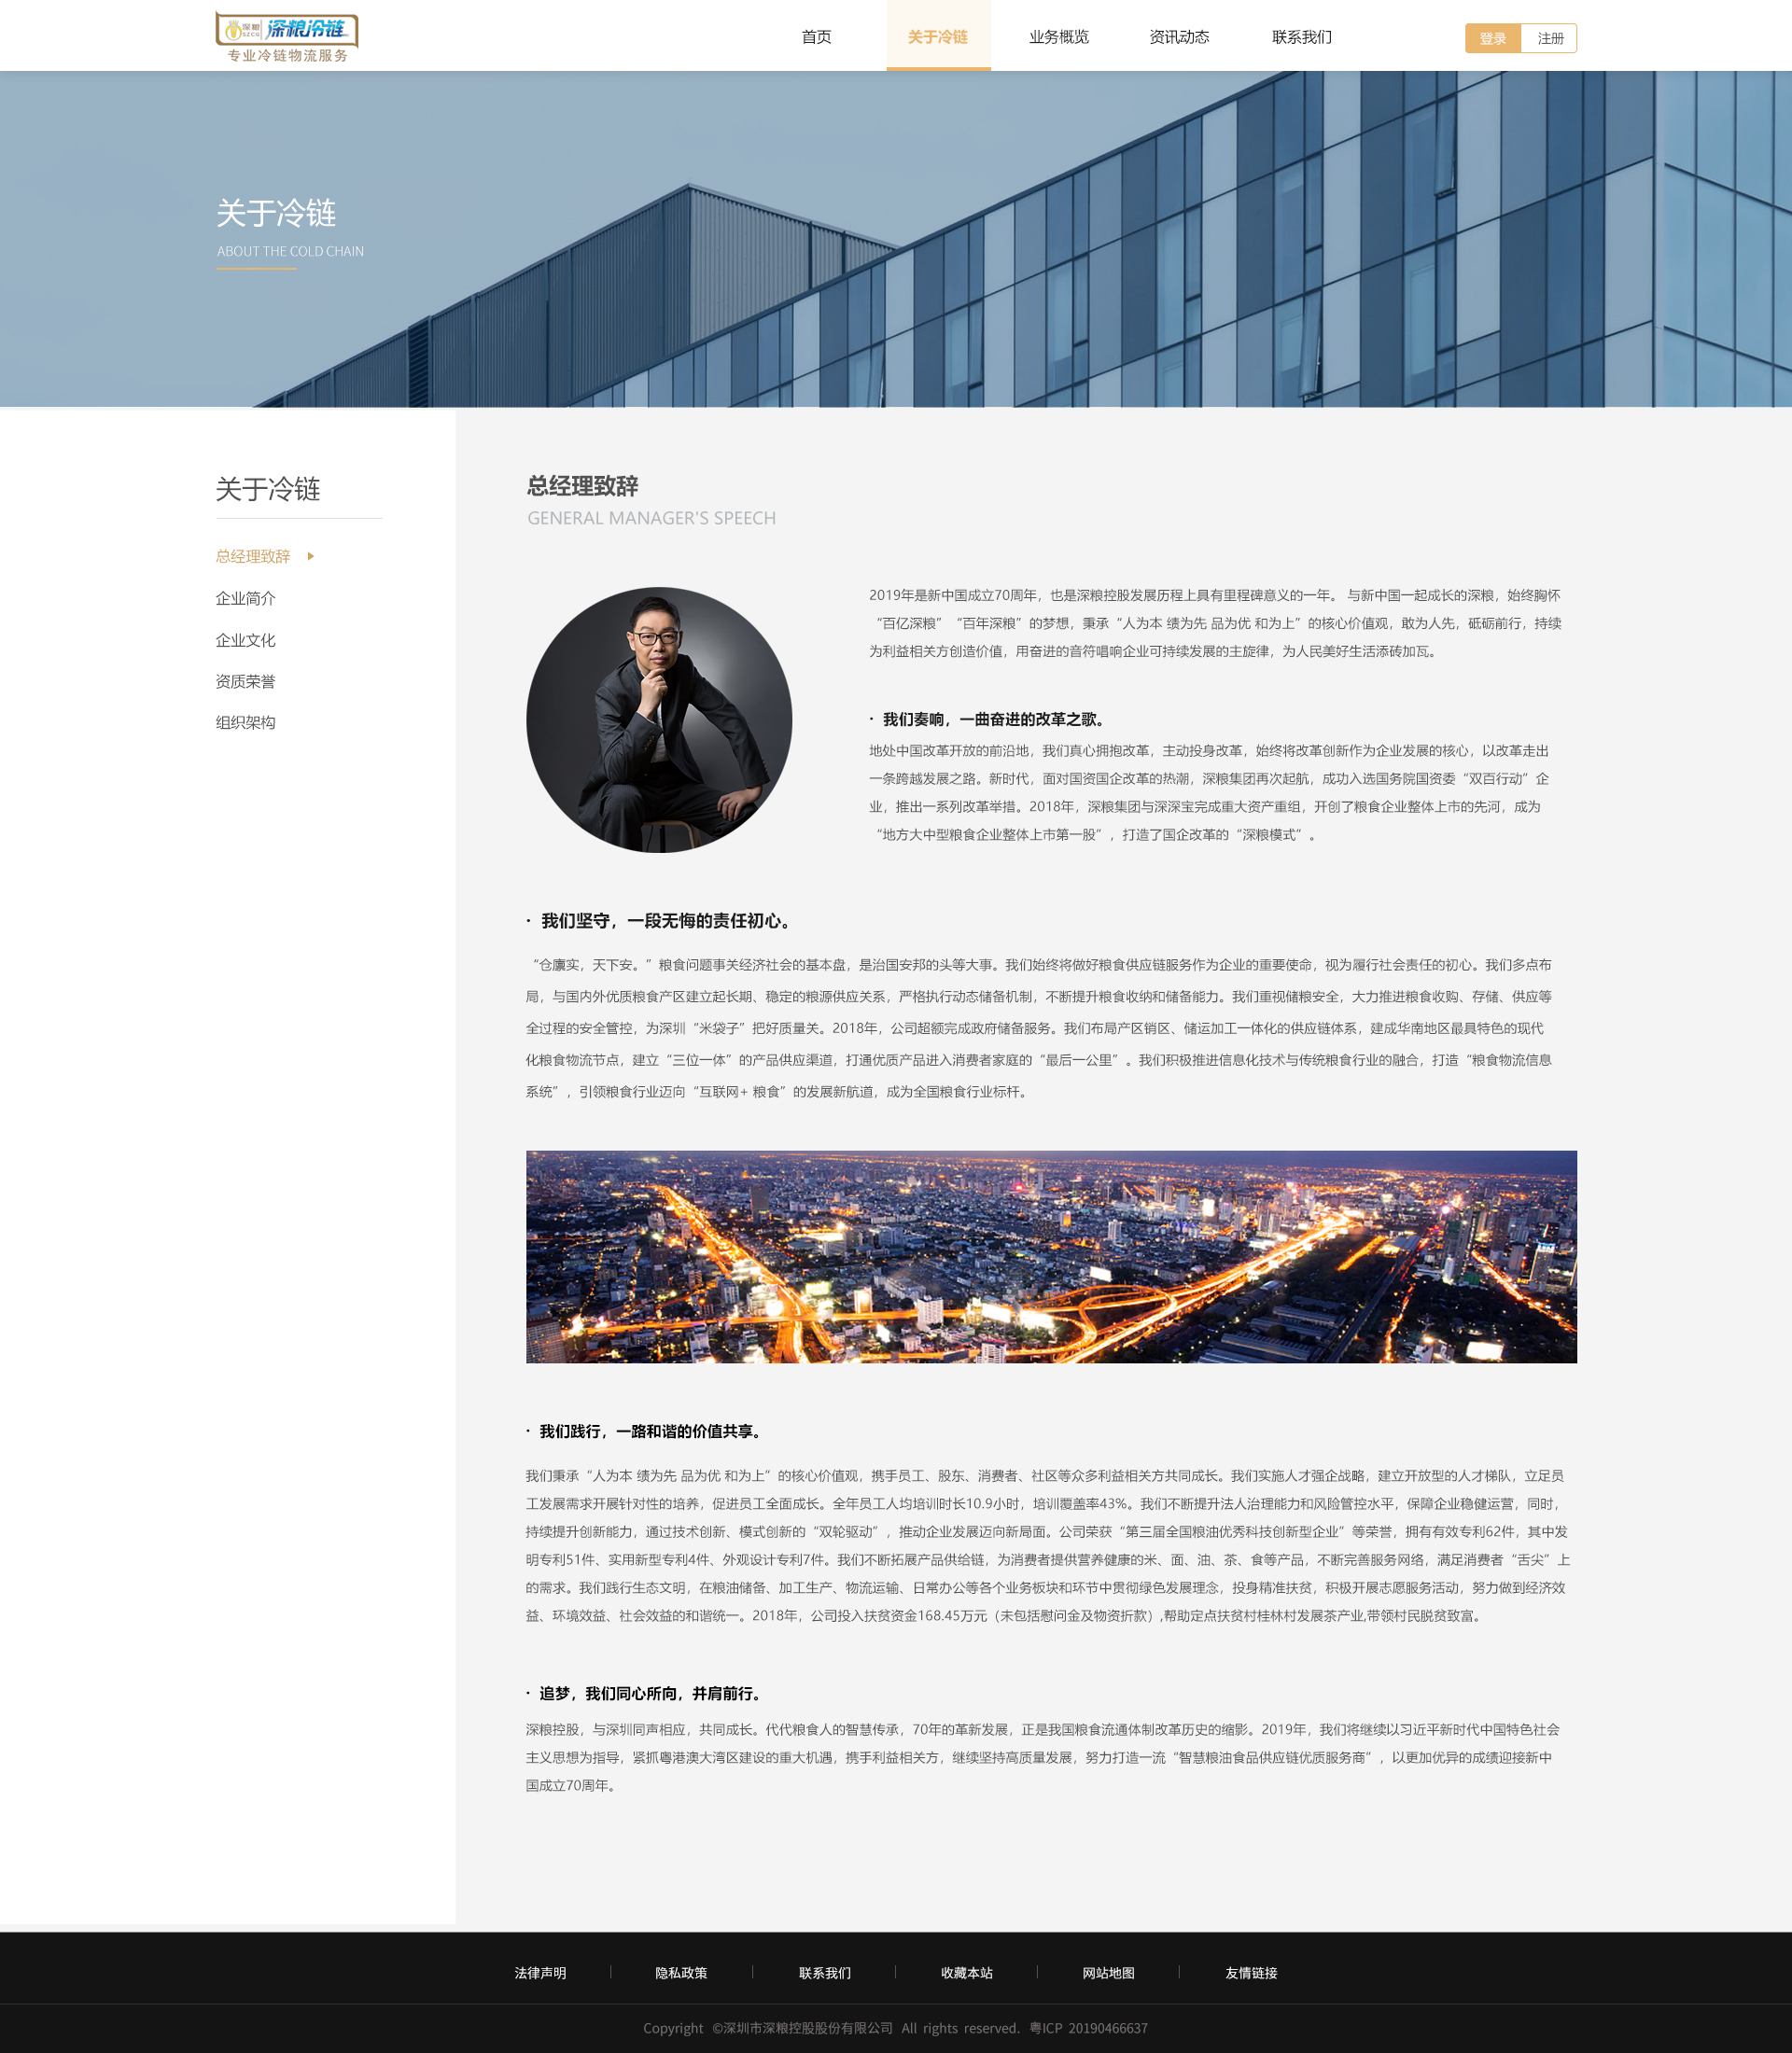 深粮 SZCG 深粮冷链
专业冷链物流服务
首页 关于冷链 业务概览 资讯动态 联系我们 登录 注册
关于冷链
ABOUT THE COLD CHAIN
关于冷链
总经理致辞
企业简介
企业文化
资质荣誉
组织架构
总经理致辞
GENERAL MANAGER'S SPEECH
2019年是新中国成立70周年，也是深粮控股发展历程上具有里程碑意义的一年。 与新中国一起成长的深粮，始终胸怀
“百亿深粮”“百年深粮”的梦想，秉承“人为本 绩为先 品为优 和为上”的核心价值观，敢为人先，砥砺前行，持续
为利益相关方创造价值，用奋进的音符唱响企业可持续发展的主旋律，为人民美好生活添砖加瓦。
· 我们奏响，一曲奋进的改革之歌。
地处中国改革开放的前沿地，我们真心拥抱改革，主动投身改革，始终将改革创新作为企业发展的核心，以改革走出
一条跨越发展之路。新时代，面对国资国企改革的热潮，深粮集团再次起航，成功入选国务院国资委“双百行动”企
业，推出一系列改革举措。2018年，深粮集团与深深宝完成重大资产重组，开创了粮食企业整体上市的先河，成为
“地方大中型粮食企业整体上市第一股”，打造了国企改革的“深粮模式”。
· 我们坚守，一段无悔的责任初心。
“仓廪实，天下安。”粮食问题事关经济社会的基本盘，是治国安邦的头等大事。我们始终将做好粮食供应链服务作为企业的重要使命，视为履行社会责任的初心。我们多点布
局，与国内外优质粮食产区建立起长期、稳定的粮源供应关系，严格执行动态储备机制，不断提升粮食收纳和储备能力。我们重视储粮安全，大力推进粮食收购、存储、供应等
全过程的安全管控，为深圳“米袋子”把好质量关。2018年，公司超额完成政府储备服务。我们布局产区销区、储运加工一体化的供应链体系，建成华南地区最具特色的现代
化粮食物流节点，建立“三位一体”的产品供应渠道，打通优质产品进入消费者家庭的“最后一公里”。我们积极推进信息化技术与传统粮食行业的融合，打造“粮食物流信息
系统”，引领粮食行业迈向“互联网+ 粮食”的发展新航道，成为全国粮食行业标杆。
· 我们践行，一路和谐的价值共享。
我们秉承“人为本 绩为先 品为优 和为上”的核心价值观，携手员工、股东、消费者、社区等众多利益相关方共同成长。我们实施人才强企战略，建立开放型的人才梯队，立足员
工发展需求开展针对性的培养，促进员工全面成长。全年员工人均培训时长10.9小时，培训覆盖率43%。我们不断提升法人治理能力和风险管控水平，保障企业稳健运营，同时，
持续提升创新能力，通过技术创新、模式创新的“双轮驱动”，推动企业发展迈向新局面。公司荣获“第三届全国粮油优秀科技创新型企业”等荣誉，拥有有效专利62件，其中发
明专利51件、实用新型专利4件、外观设计专利7件。我们不断拓展产品供给链，为消费者提供营养健康的米、面、油、茶、食等产品，不断完善服务网络，满足消费者“舌尖”上
的需求。我们践行生态文明，在粮油储备、加工生产、物流运输、日常办公等各个业务板块和环节中贯彻绿色发展理念，投身精准扶贫，积极开展志愿服务活动，努力做到经济效
益、环境效益、社会效益的和谐统一。2018年，公司投入扶贫资金168.45万元（未包括慰问金及物资折款）,帮助定点扶贫村桂林村发展茶产业,带领村民脱贫致富。
· 追梦，我们同心所向，并肩前行。
深粮控股，与深圳同声相应，共同成长。代代粮食人的智慧传承，70年的革新发展，正是我国粮食流通体制改革历史的缩影。2019年，我们将继续以习近平新时代中国特色社会
主义思想为指导，紧抓粤港澳大湾区建设的重大机遇，携手利益相关方，继续坚持高质量发展，努力打造一流“智慧粮油食品供应链优质服务商”，以更加优异的成绩迎接新中
国成立70周年。
法律声明 隐私政策 联系我们 收藏本站 网站地图 友情链接
Copyright ©深圳市深粮控股股份有限公司 All rights reserved. 粤ICP 20190466637